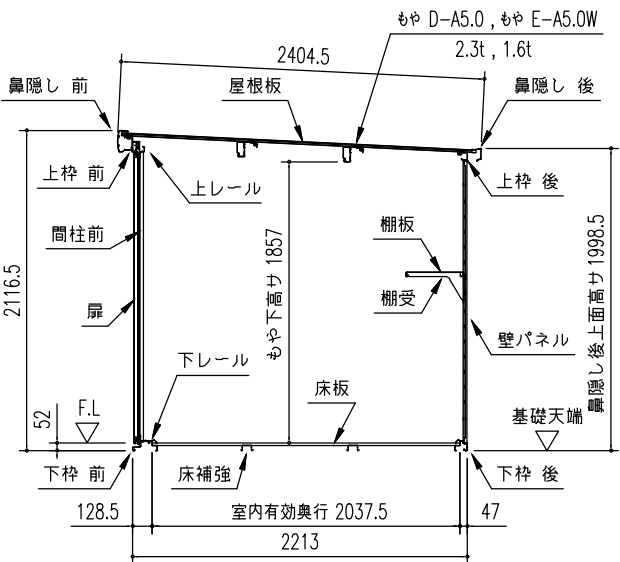 もや D-A5.0 , もや E-A5.0W
2.3t , 1.6t
2404.5
鼻隠し 前
屋根板
鼻隠し 後
上枠 前
上レール
上枠 後
間柱前
棚板
棚受
扉
もや下高サ 1857
壁パネル
2116.5
鼻隠し後上面高サ 1998.5
下レール
床板
F.L
52
基礎天端
下枠 前
床補強
下枠 後
128.5
室内有効奥行 2037.5
47
2213